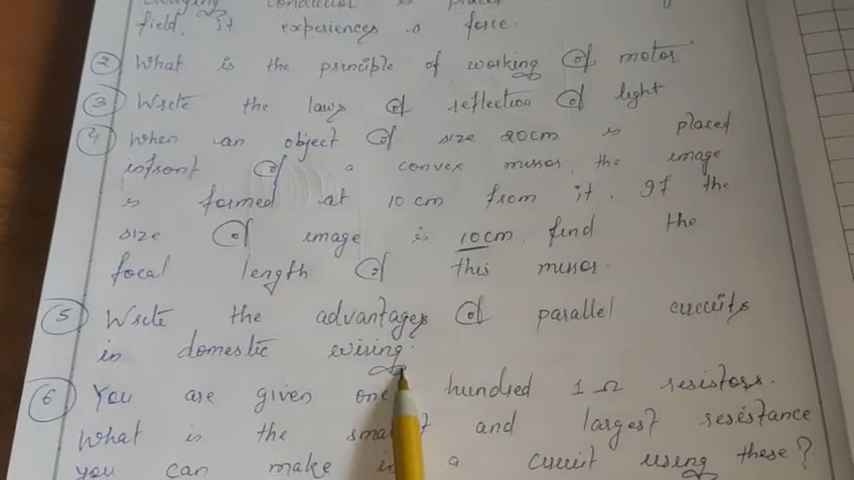 conductor is placed
field, it experiences a force.
② What is the principle of working of motor
③ Write the laws of reflection of light
④ When an object of size 20cm is placed
infront of a convex mirror, the image
is formed at 10 cm from it. If the
size of image is 10cm find the
focal length of this mirror.
⑤ Write the advantages of parallel circuits
in domestic wiring.
⑥ You are given one hundred 1 Ω resistors.
What is the and largest resistance
you can make a circuit using these?